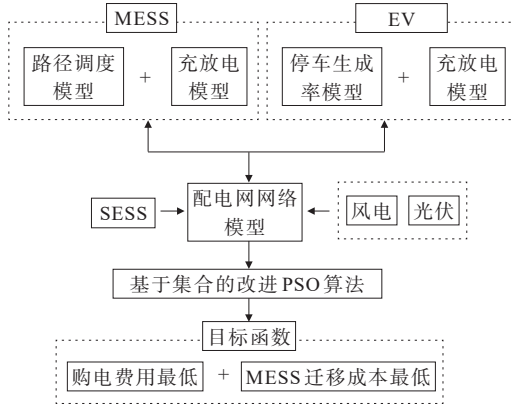 MESS
EV
路径调度
模型
+
充放电
模型
停车生成
率模型
+
充放电
模型
SESS
配电网网络
模型
风电
光伏
基于集合的改进PSO算法
目标函数
购电费用最低
+
MESS迁移成本最低